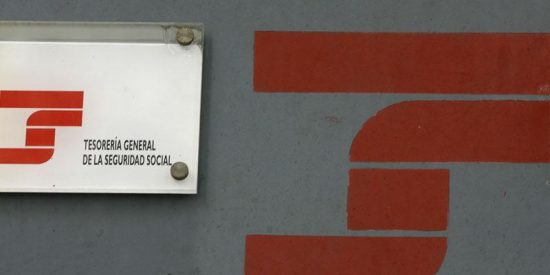 TESORERÍA GENERAL
DE LA SEGURIDAD SOCIAL